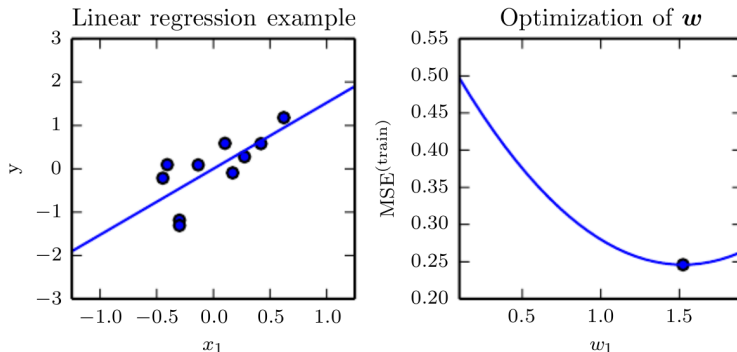 Linear regression example
3
2
1
0
−1
−2
−3
y
−1.0 −0.5 0.0 0.5 1.0
x₁
Optimization of w
0.55
0.50
0.45
0.40
0.35
0.30
0.25
0.20
MSE(train)
0.5 1.0 1.5
w₁